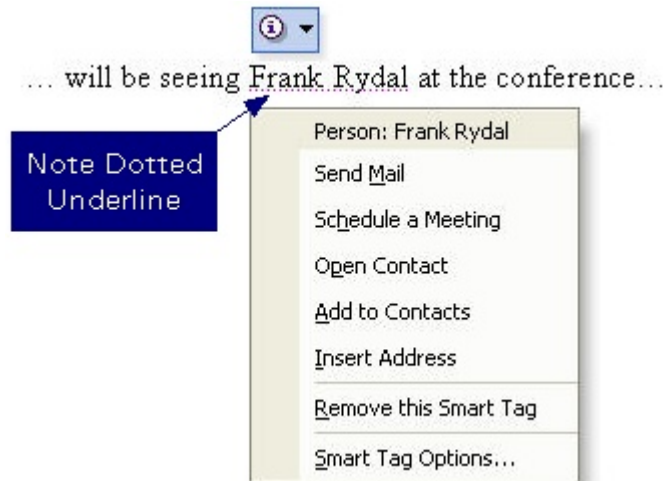 … will be seeing Frank Rydal at the conference…
Note Dotted
Underline
Person: Frank Rydal
Send Mail
Schedule a Meeting
Open Contact
Add to Contacts
Insert Address
Remove this Smart Tag
Smart Tag Options...